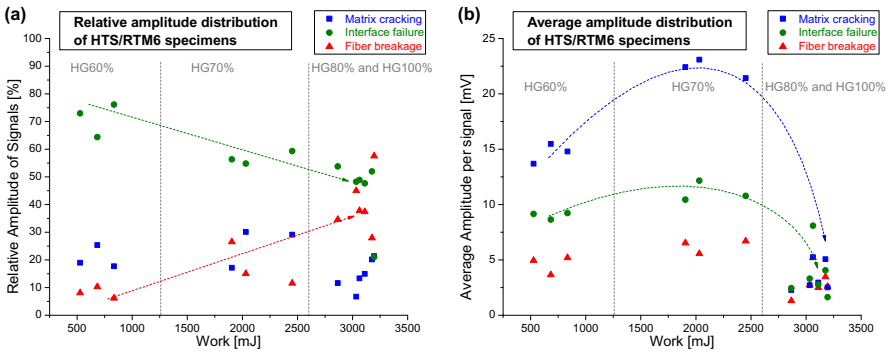 (a)
Relative amplitude distribution
of HTS/RTM6 specimens
Matrix cracking
Interface failure
Fiber breakage
HG60%
HG70%
HG80% and HG100%
Relative Amplitude of Signals [%]
100
90
80
70
60
50
40
30
20
10
0
500
1000
1500
2000
2500
3000
3500
Work [mJ]
(b)
Average amplitude distribution
of HTS/RTM6 specimens
Matrix cracking
Interface failure
Fiber breakage
HG60%
HG70%
HG80% and HG100%
Average Amplitude per signal [mV]
25
20
15
10
5
0
0
500
1000
1500
2000
2500
3000
3500
Work [mJ]